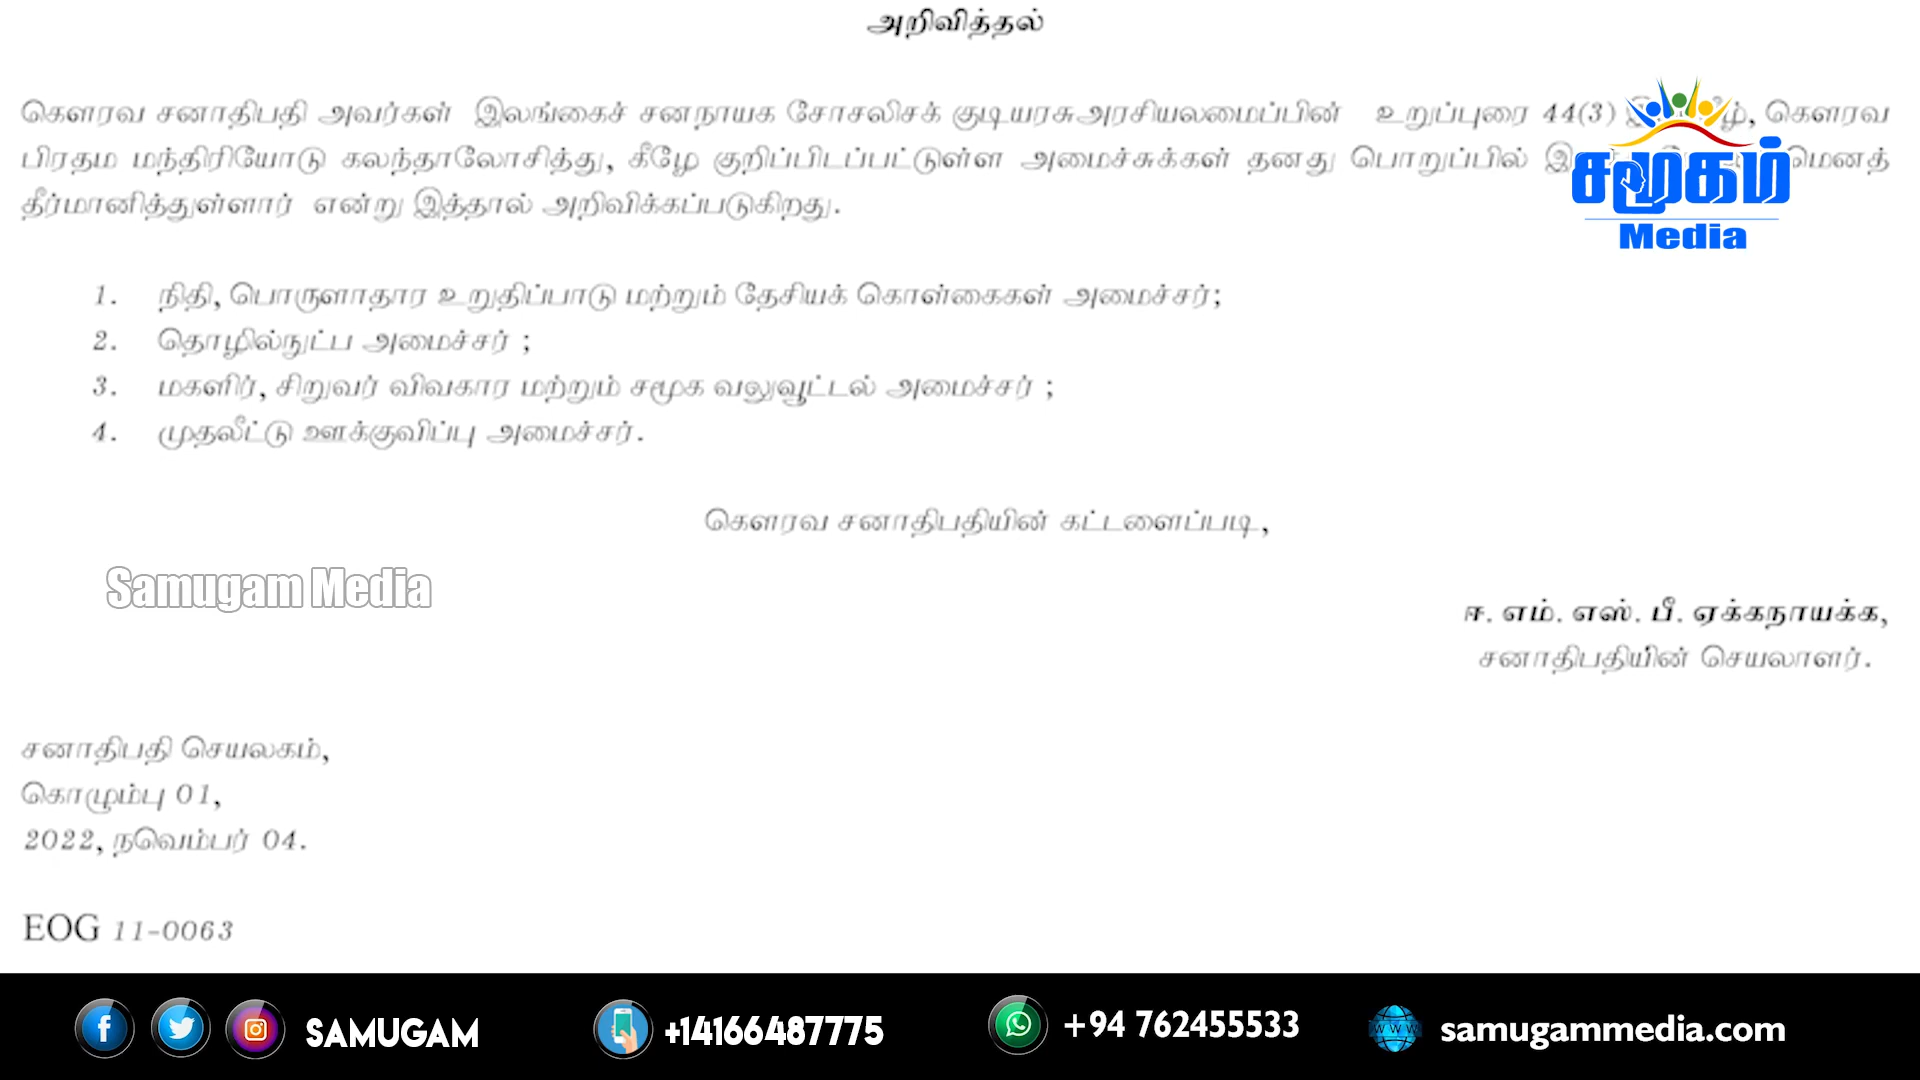 அறிவித்தல்
கௌரவ சனாதிபதி அவர்கள் இலங்கைச் சனநாயக சோசலிசக் குடியரசுஅரசியலமைப்பின் உறுப்புரை 44(3) கௌரவ
பிரதம மந்திரியோடு கலந்தாலோசித்து, கீழே குறிப்பிடப்பட்டுள்ள அமைச்சுக்கள் தனது பொறுப்பில்
தீர்மானித்துள்ளார் என்று இத்தால் அறிவிக்கப்படுகிறது.
சமூகம்
Media
1. நிதி, பொருளாதார உறுதிப்பாடு மற்றும் தேசியக் கொள்கைகள் அமைச்சர்;
2. தொழில்நுட்ப அமைச்சர் ;
3. மகளிர், சிறுவர் விவகார மற்றும் சமூக வலுவூட்டல் அமைச்சர் ;
4. முதலீட்டு ஊக்குவிப்பு அமைச்சர்.
கௌரவ சனாதிபதியின் கட்டளைப்படி,
Samugam Media
ஈ. எம். எஸ். பீ. ஏக்கநாயக்க,
சனாதிபதியின் செயலாளர்.
சனாதிபதி செயலகம்,
கொழும்பு 01,
2022, நவெம்பர் 04.
EOG 11-0063
SAMUGAM +14166487775 +94 762455533 samugammedia.com